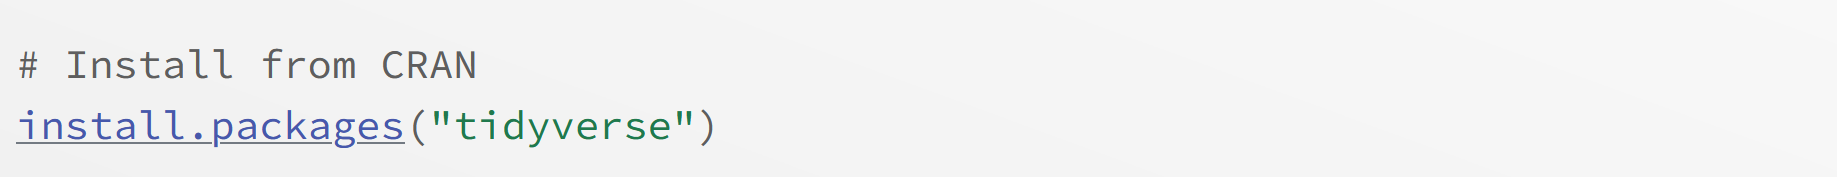 # Install from CRAN
install.packages("tidyverse")